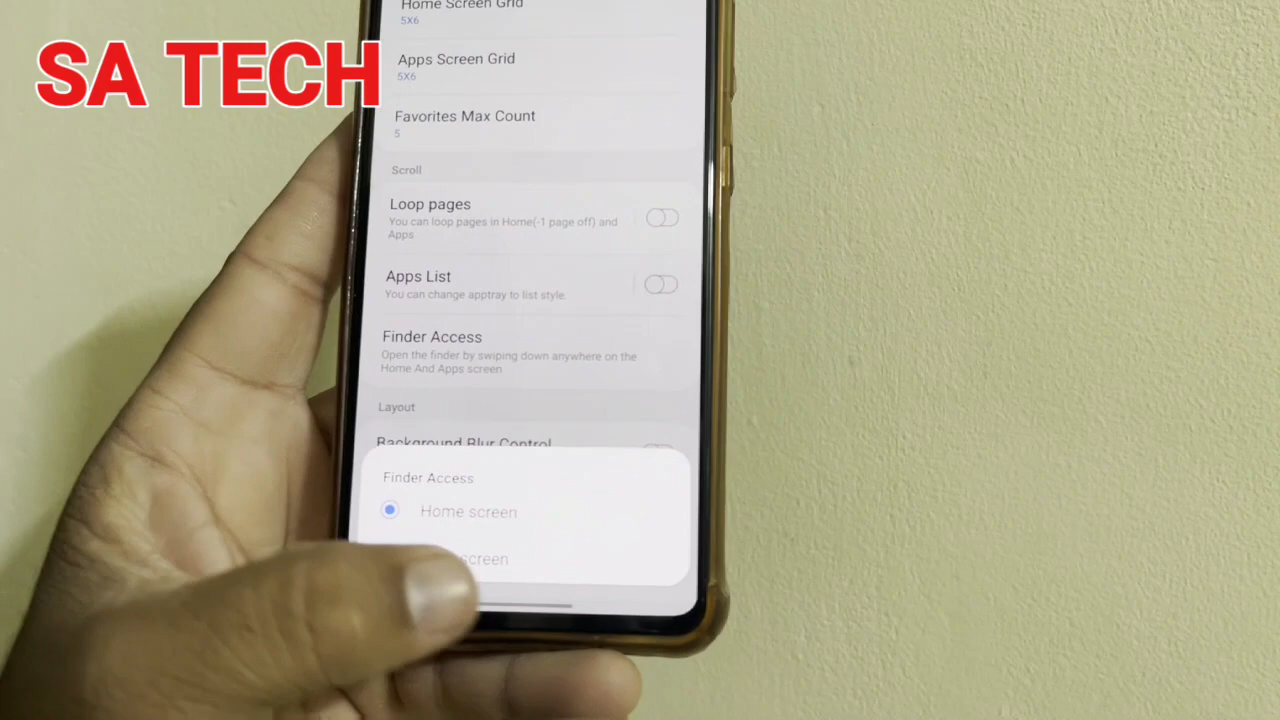 SA TECH
Home Screen Grid
5X6
Apps Screen Grid
5X6
Favorites Max Count
5
Scroll
Loop pages
You can loop pages in Home(-1 page off) and
Apps
Apps List
You can change apptray to list style.
Finder Access
Open the finder by swiping down anywhere on the
Home And Apps screen
Layout
Background Blur Control
Finder Access
Home screen
screen